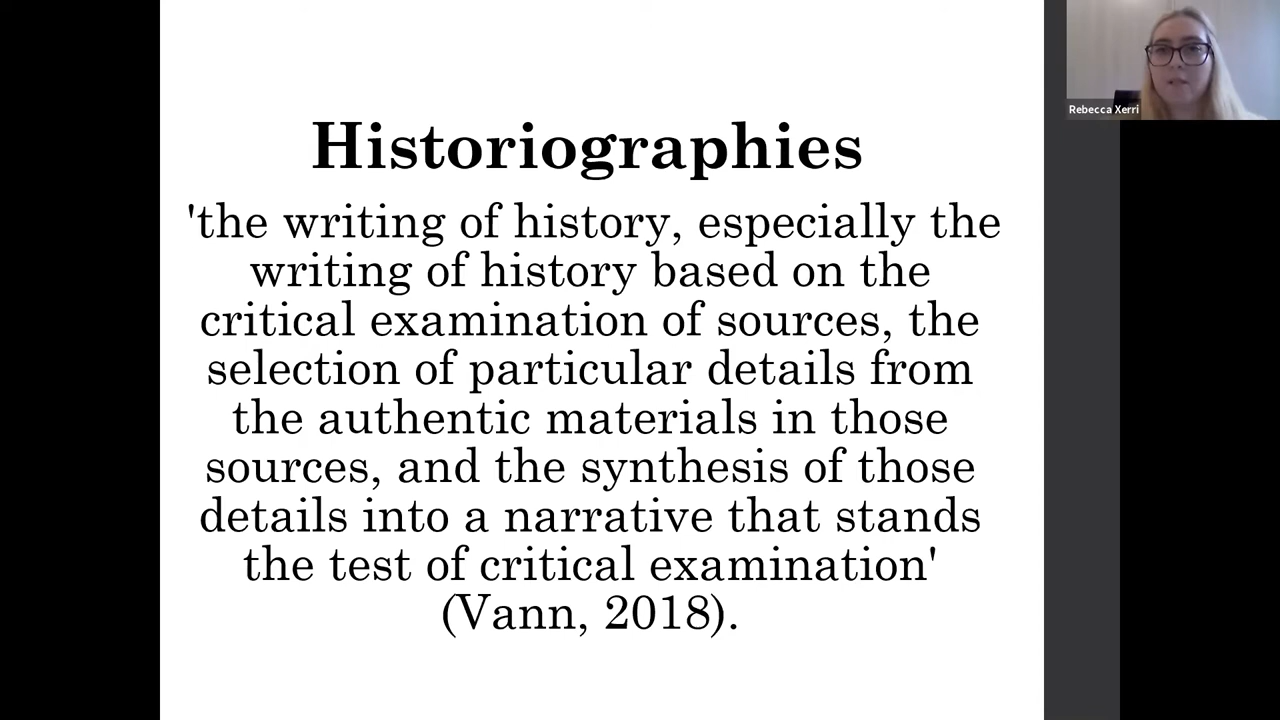 Historiographies
'the writing of history, especially the
writing of history based on the
critical examination of sources, the
selection of particular details from
the authentic materials in those
sources, and the synthesis of those
details into a narrative that stands
the test of critical examination'
(Vann, 2018).
Rebecca Xerri